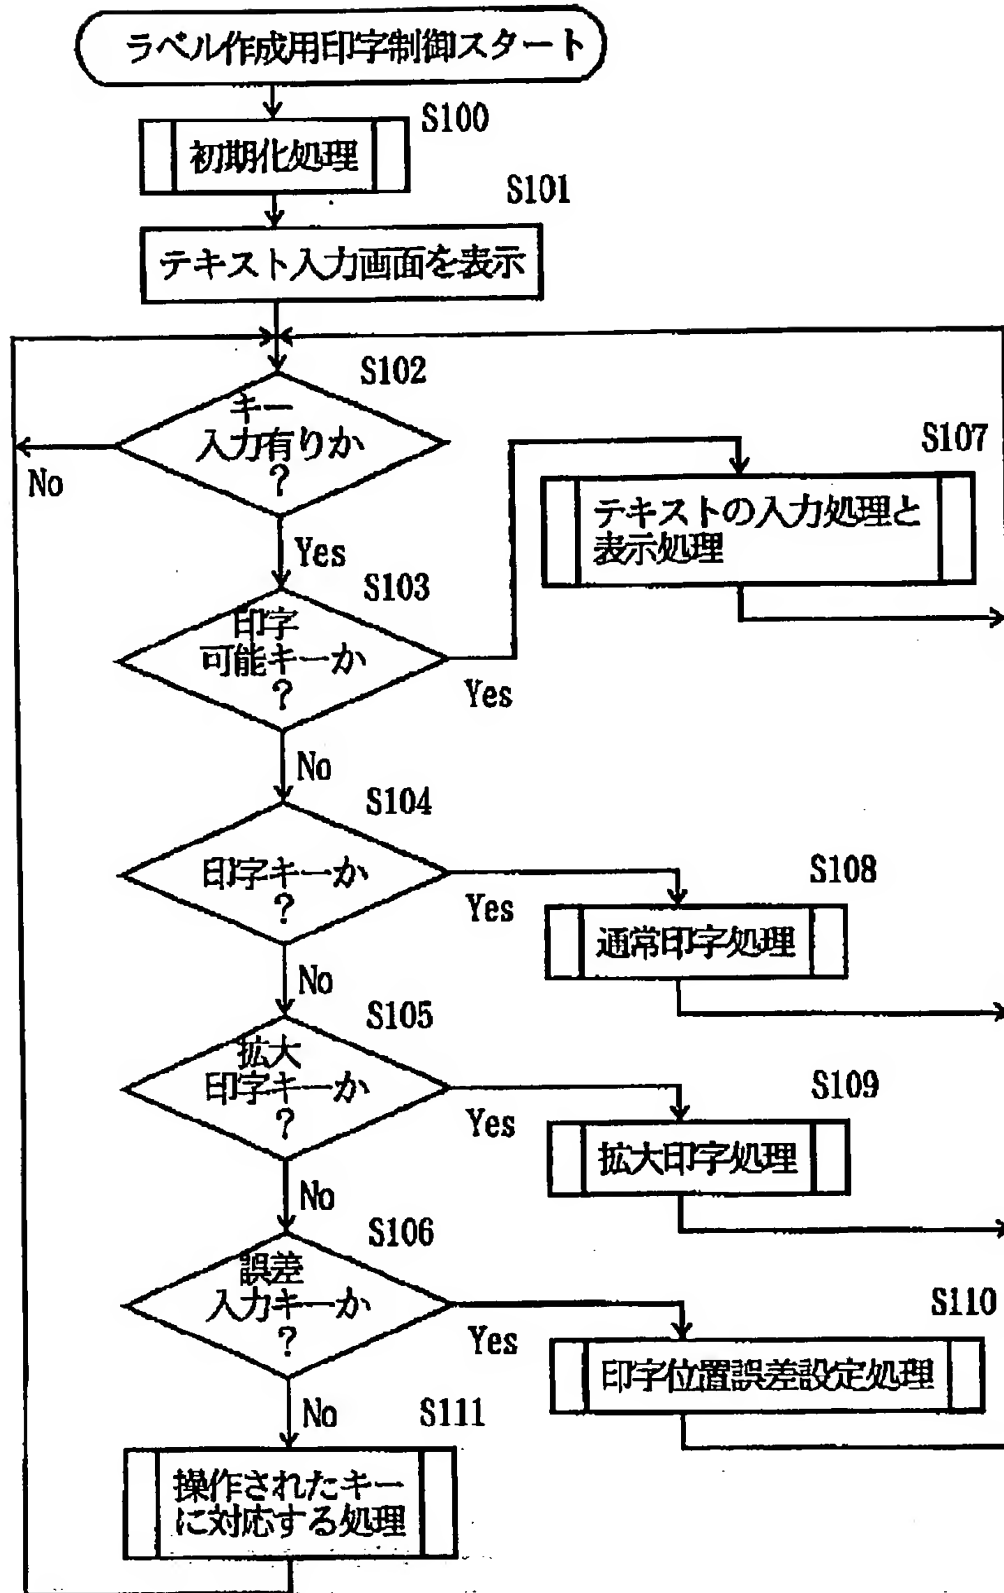 ラベル作成用印字制御スタート
S100
初期化処理
S101
テキスト入力画面を表示
S102
キー
入力有りか
?
No
Yes
S103
印字
可能キーか
?
Yes
No
S107
テキストの入力処理と
表示処理
S104
印字キーか
?
Yes
No
S108
通常印字処理
S105
拡大
印字キーか
?
Yes
No
S109
拡大印字処理
S106
誤差
入力キーか
?
Yes
No
S110
印字位置誤差設定処理
S111
操作されたキー
に対応する処理